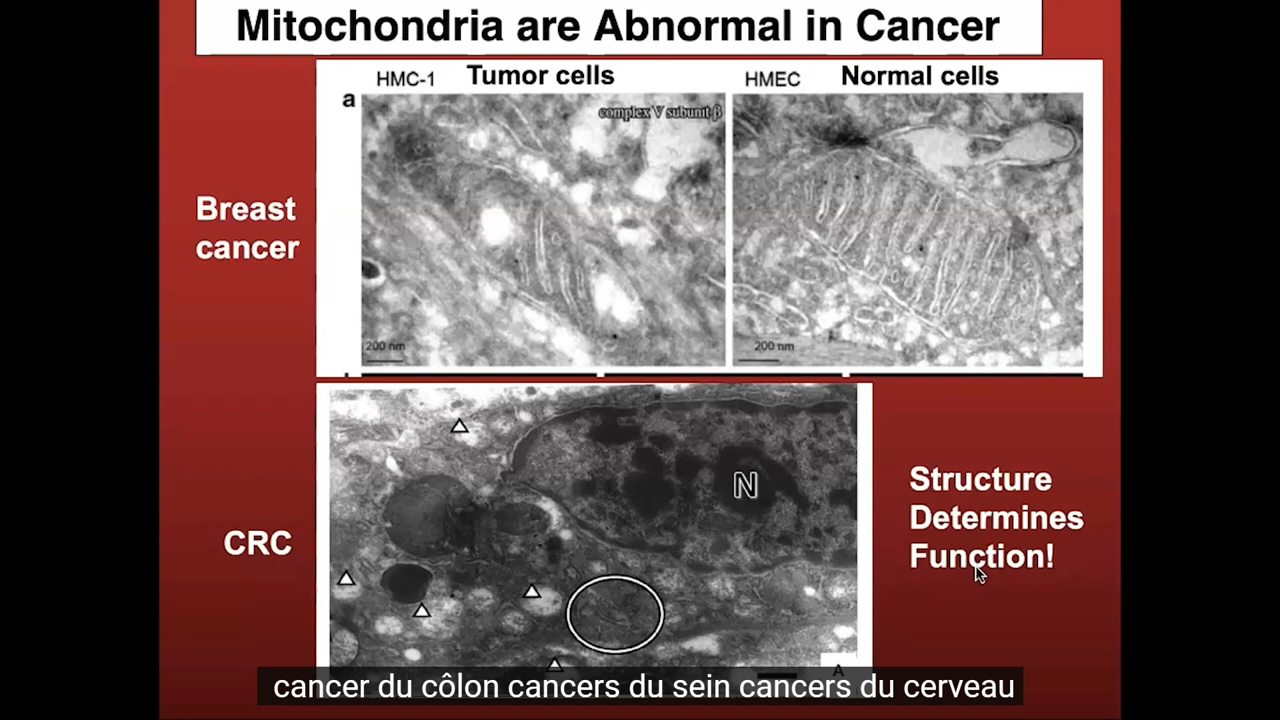 Mitochondria are Abnormal in Cancer
HMC-1 Tumor cells
HMEC Normal cells
a
complex V subunit β
Breast
cancer
200 nm
200 nm
N
CRC
Structure
Determines
Function!
A
cancer du côlon cancers du sein cancers du cerveau